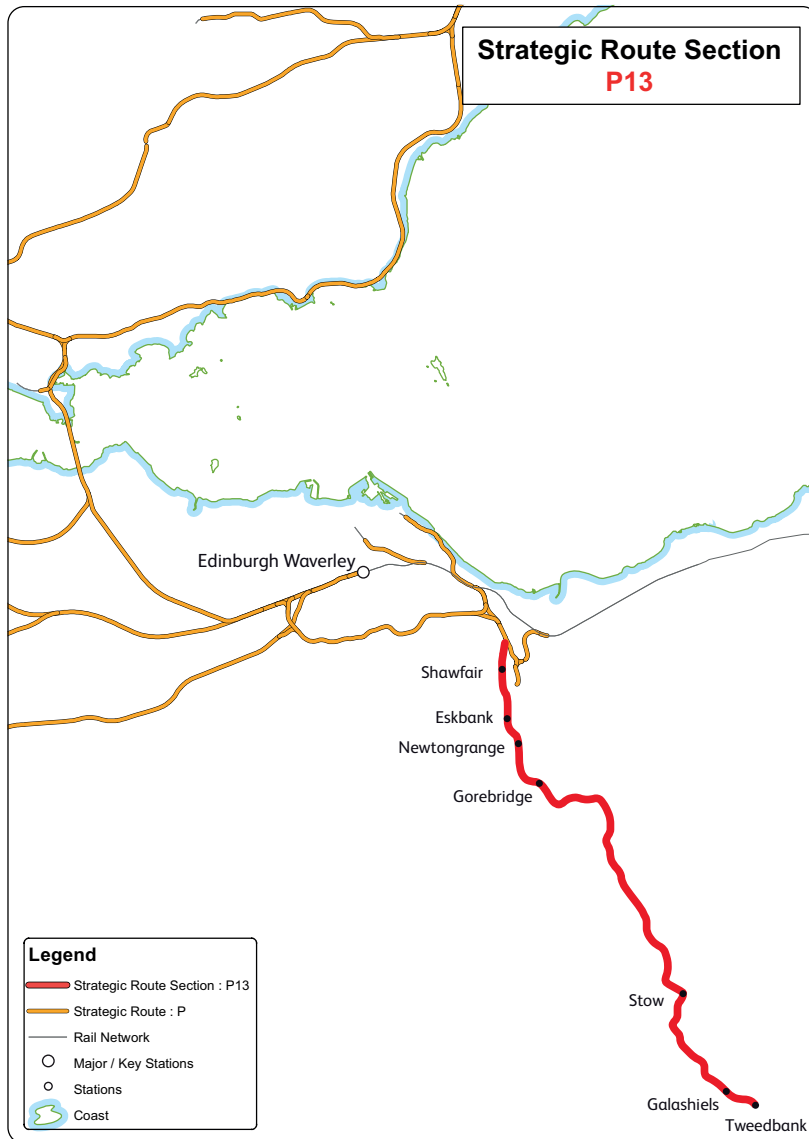 Strategic Route Section
P13
Edinburgh Waverley
Shawfair
Eskbank
Newtongrange
Gorebridge
Stow
Galashiels
Tweedbank
Legend
Strategic Route Section : P13
Strategic Route : P
Rail Network
Major / Key Stations
Stations
Coast